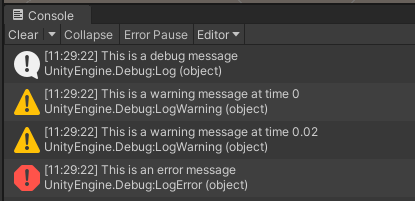 Console
Clear Collapse Error Pause Editor
[11:29:22] This is a debug message
UnityEngine.Debug:Log (object)
[11:29:22] This is a warning message at time 0
UnityEngine.Debug:LogWarning (object)
[11:29:22] This is a warning message at time 0.02
UnityEngine.Debug:LogWarning (object)
[11:29:22] This is an error message
UnityEngine.Debug:LogError (object)